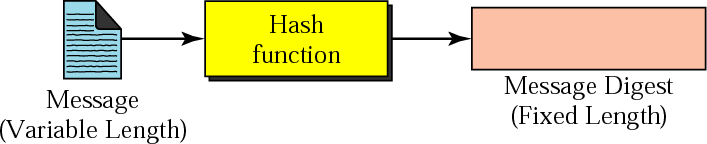 Hash
function
Message
(Variable Length)
Message Digest
(Fixed Length)